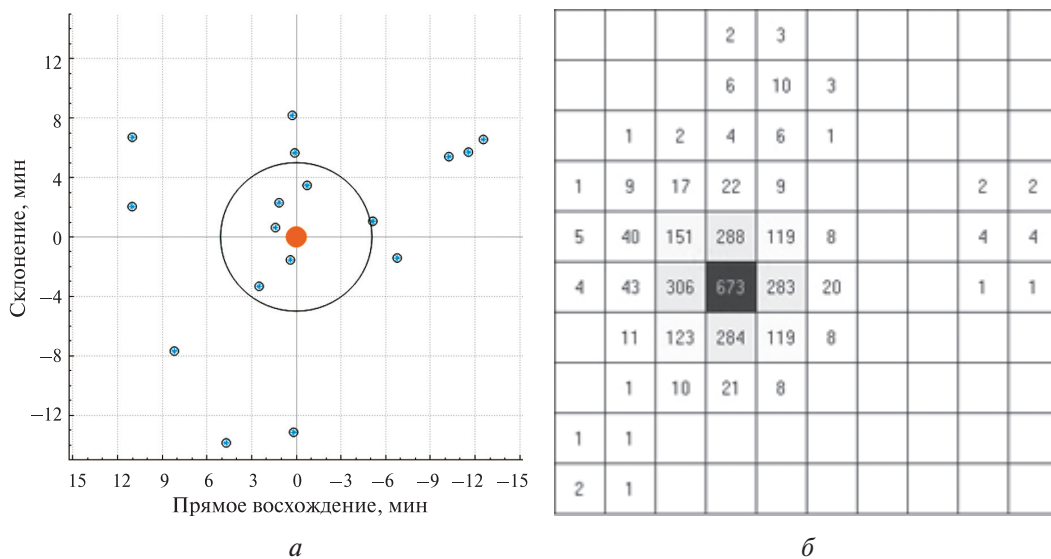 12
8
4
0
−4
−8
−12
Склонение, мин
15 12 9 6 3 0 −3 −6 −9 −12 −15
Прямое восхождение, мин
а
2 3
6 10 3
1 2 4 6 1
1 9 17 22 9 2 2
5 40 151 288 119 8 4 4
4 43 306 673 283 20 1 1
11 123 284 119 8
1 10 21 8
1 1
2 1
б